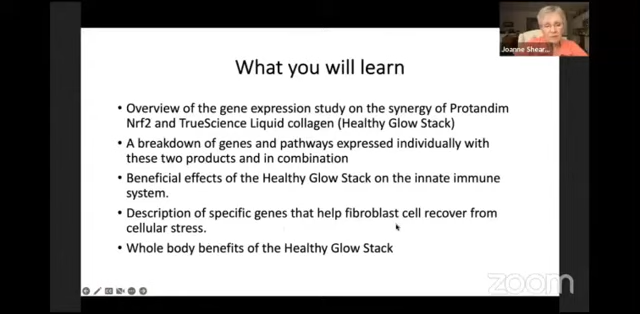 Joanne Shear...
What you will learn
• Overview of the gene expression study on the synergy of Protandim
Nrf2 and TrueScience Liquid collagen (Healthy Glow Stack)
• A breakdown of genes and pathways expressed individually with
these two products and in combination
• Beneficial effects of the Healthy Glow Stack on the innate immune
system.
• Description of specific genes that help fibroblast cell recover from
cellular stress.
• Whole body benefits of the Healthy Glow Stack
zoom